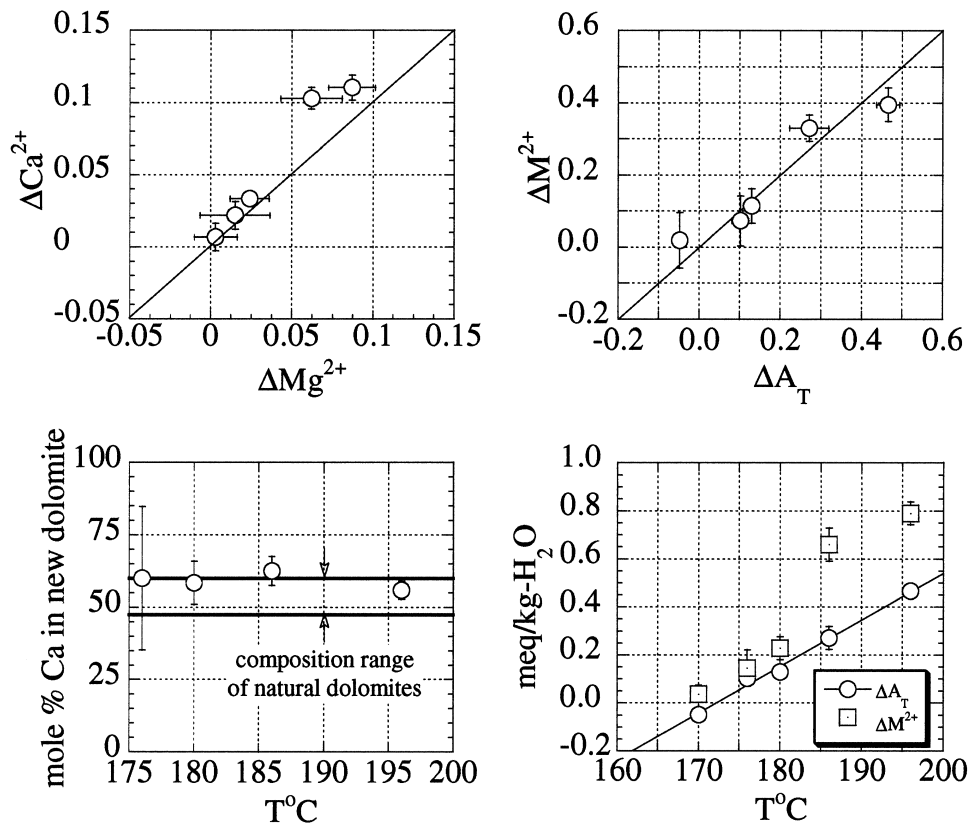 0.15
0.1
0.05
0
-0.05
ΔCa²⁺
-0.05 0 0.05 0.1 0.15
ΔMg²⁺
0.6
0.4
0.2
0.0
-0.2
ΔM²⁺
-0.2 0.0 0.2 0.4 0.6
ΔA_T
100
75
50
25
0
mole % Ca in new dolomite
composition range
of natural dolomites
175 180 185 190 195 200
T°C
1.0
0.8
0.6
0.4
0.2
0.0
-0.2
meq/kg-H₂O
ΔA_T
ΔM²⁺
160 170 180 190 200
T°C